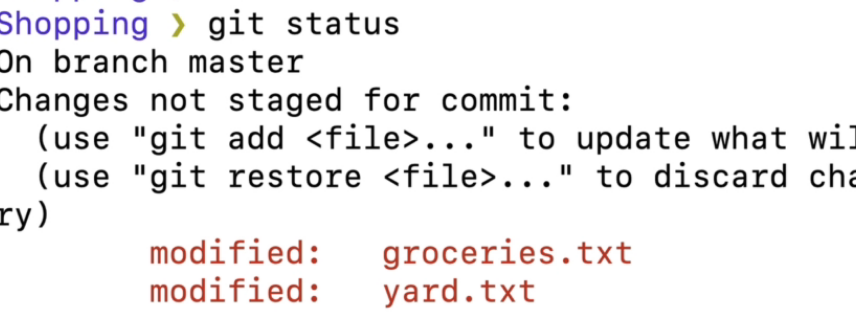 Shopping ❯ git status
On branch master
Changes not staged for commit:
(use "git add <file>..." to update what wil
(use "git restore <file>..." to discard cha
ry)
modified: groceries.txt
modified: yard.txt